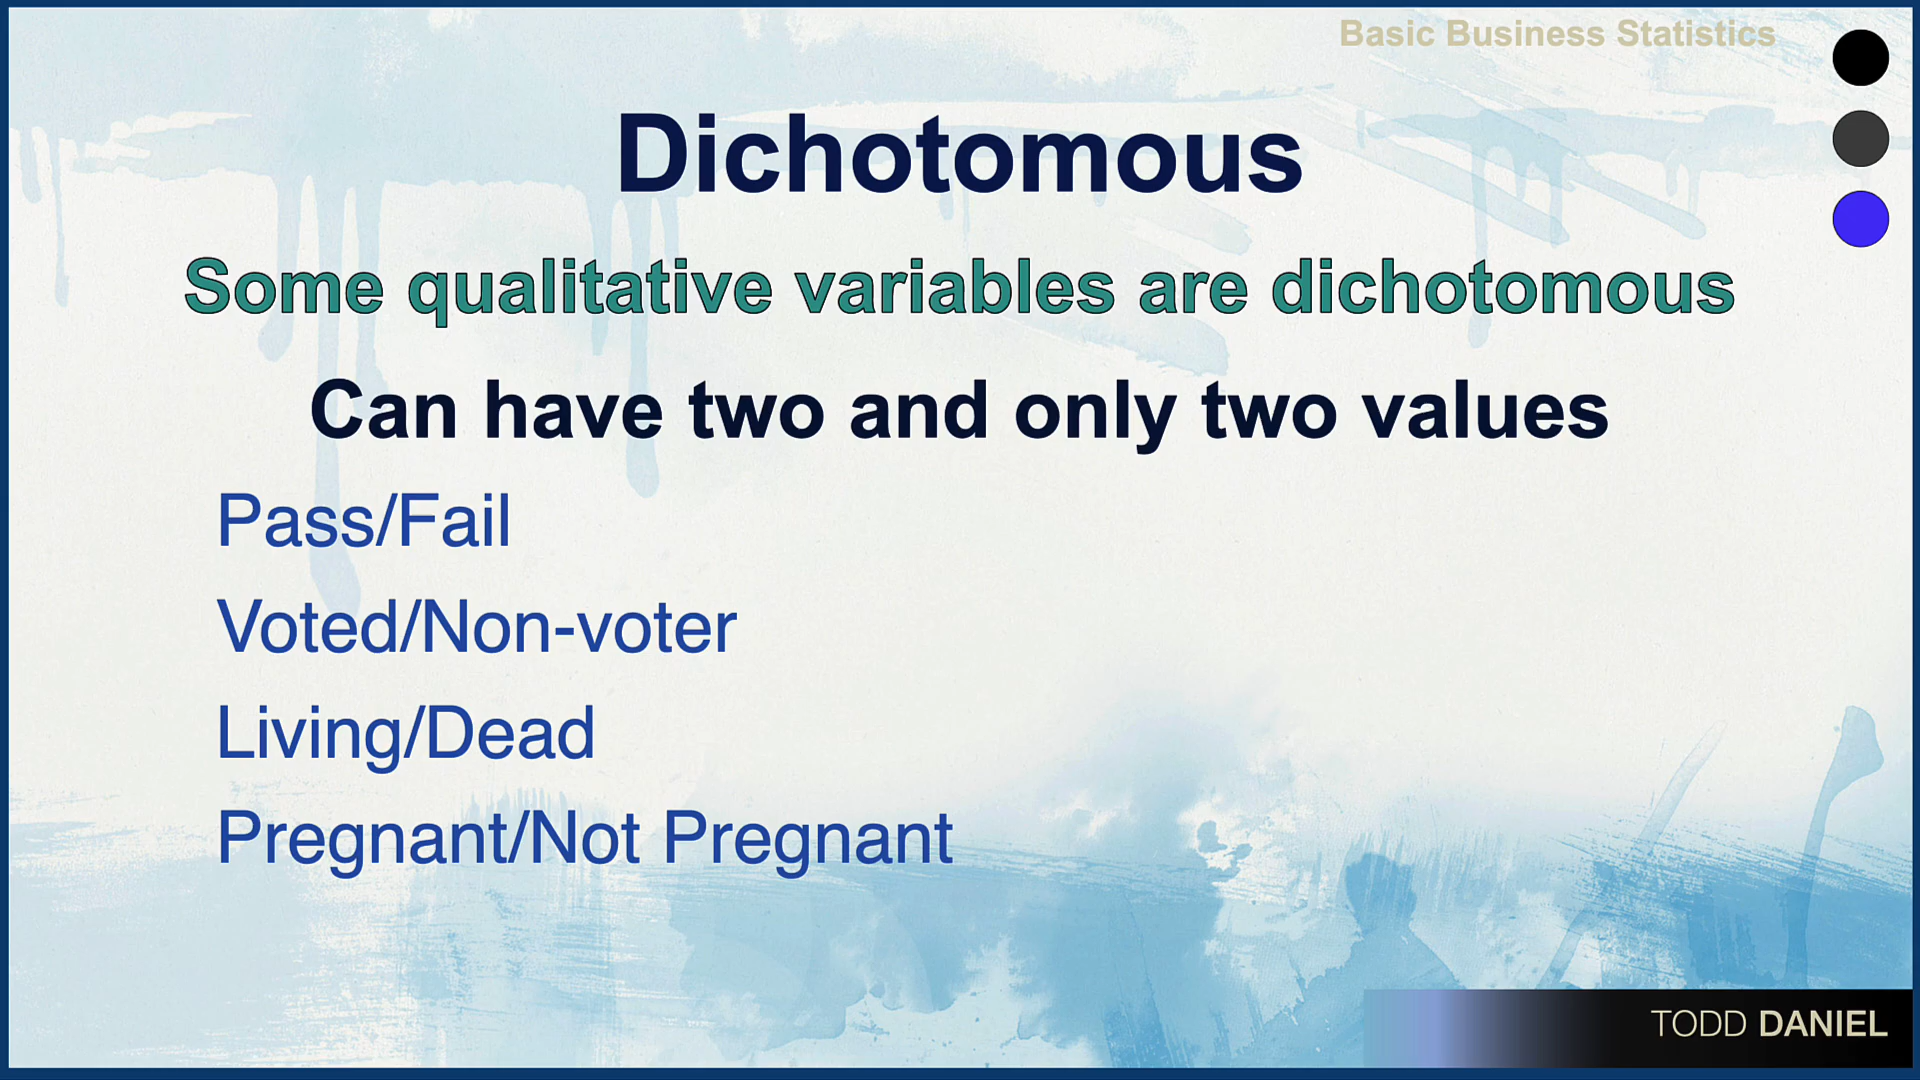 Basic Business Statistics
Dichotomous
Some qualitative variables are dichotomous
Can have two and only two values
Pass/Fail
Voted/Non-voter
Living/Dead
Pregnant/Not Pregnant
TODD DANIEL